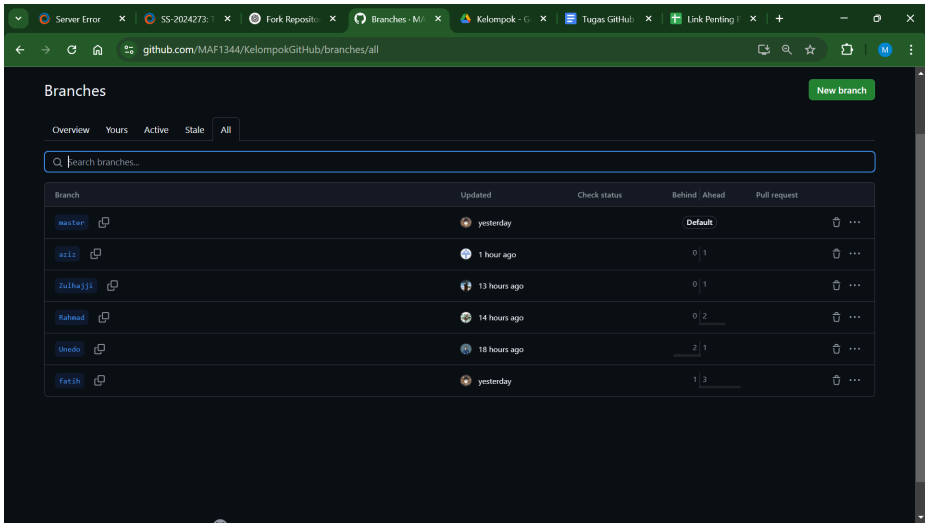 Server Error
SS-2024273: T
Fork Reposito
Branches · MA
Kelompok - G
Tugas GitHub
Link Penting P
github.com/MAF1344/KelompokGitHub/branches/all
M
Branches
New branch
Overview Yours Active Stale All
Search branches...
Branch Updated Check status Behind Ahead Pull request
master yesterday Default
aziz 1 hour ago 0 1
Zulhajji 13 hours ago 0 1
Rahmad 14 hours ago 0 2
Unedo 18 hours ago 2 1
fatih yesterday 1 3